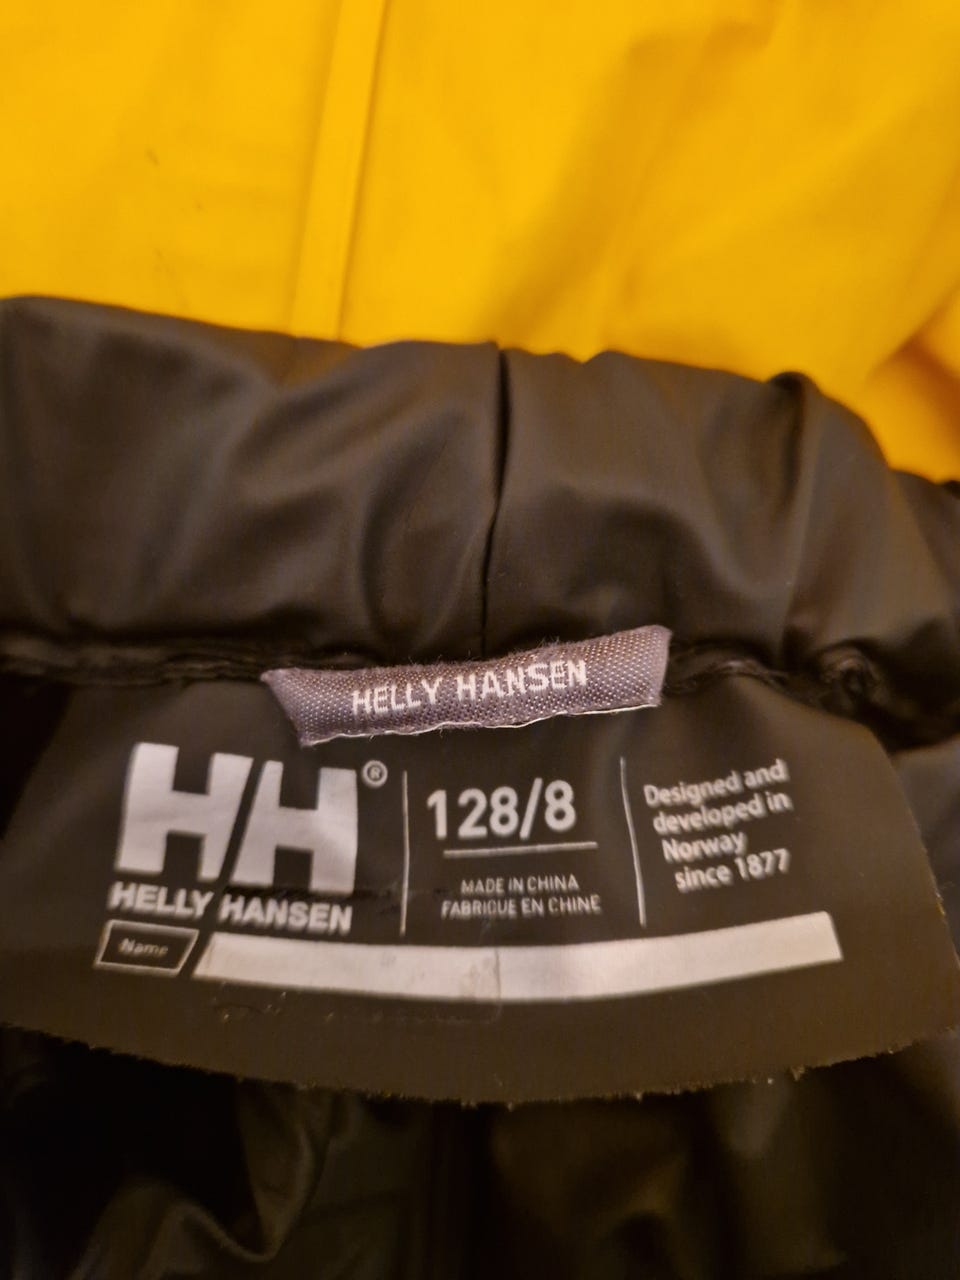 HELLY HANSEN
HH®
HELLY HANSEN
128/8
MADE IN CHINA
FABRIQUE EN CHINE
Designed and
developed in
Norway
since 1877
Name